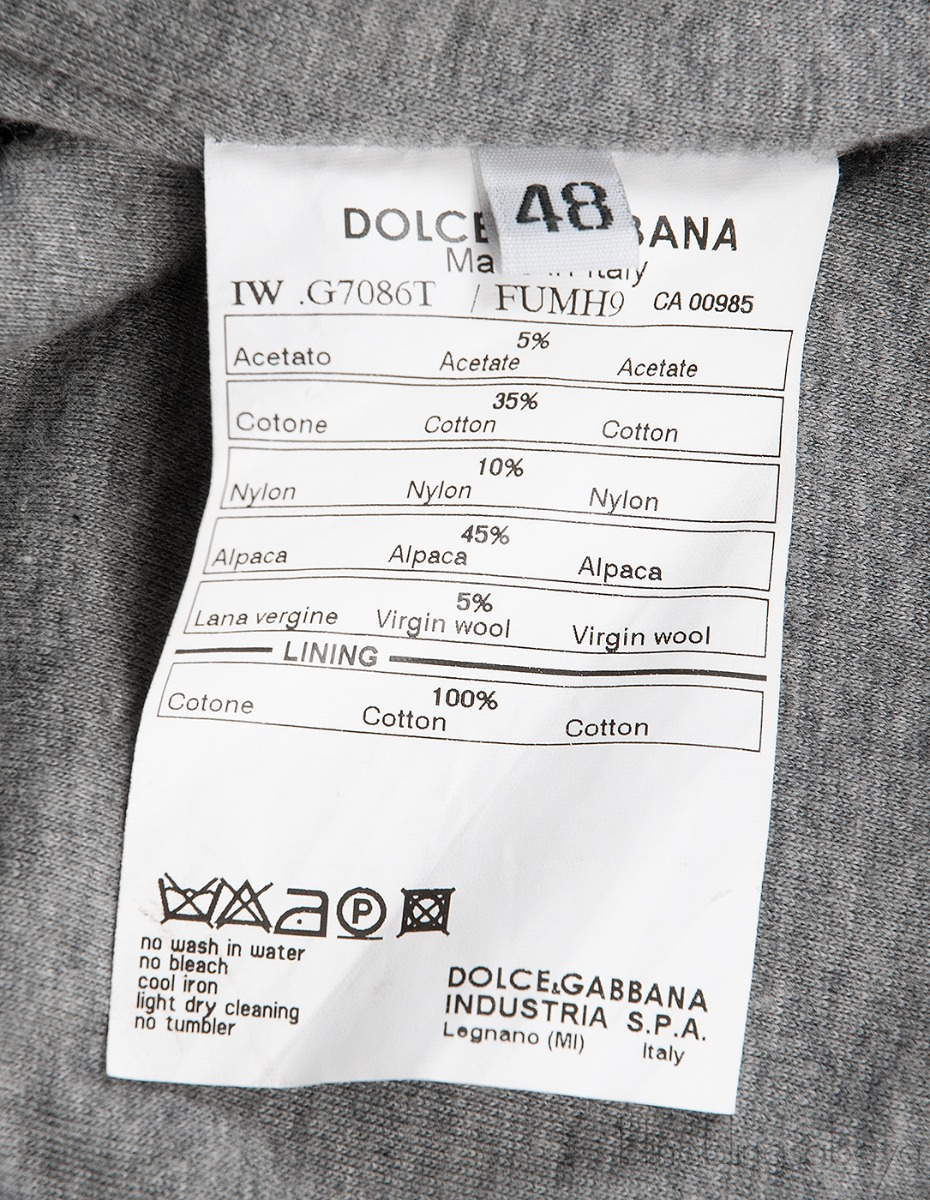 48
DOLCE BANA
Ma in Italy
IW .G7086T / FUMH9 CA 00985
5%
Acetato Acetate Acetate
35%
Cotone Cotton Cotton
10%
Nylon Nylon Nylon
45%
Alpaca Alpaca Alpaca
5%
Lana vergine Virgin wool Virgin wool
LINING
100%
Cotone Cotton Cotton
P
no wash in water
no bleach
cool iron
light dry cleaning
no tumbler
DOLCE&GABBANA
INDUSTRIA S.P.A.
Legnano (MI) Italy